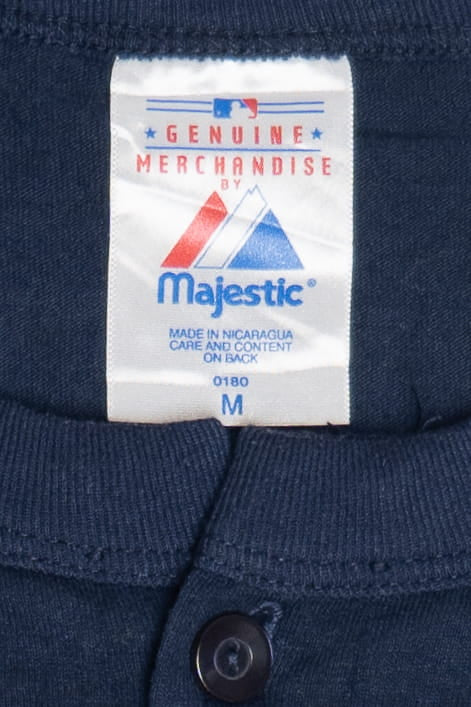 GENUINE
MERCHANDISE
BY
Majestic®
MADE IN NICARAGUA
CARE AND CONTENT
ON BACK
0180
M